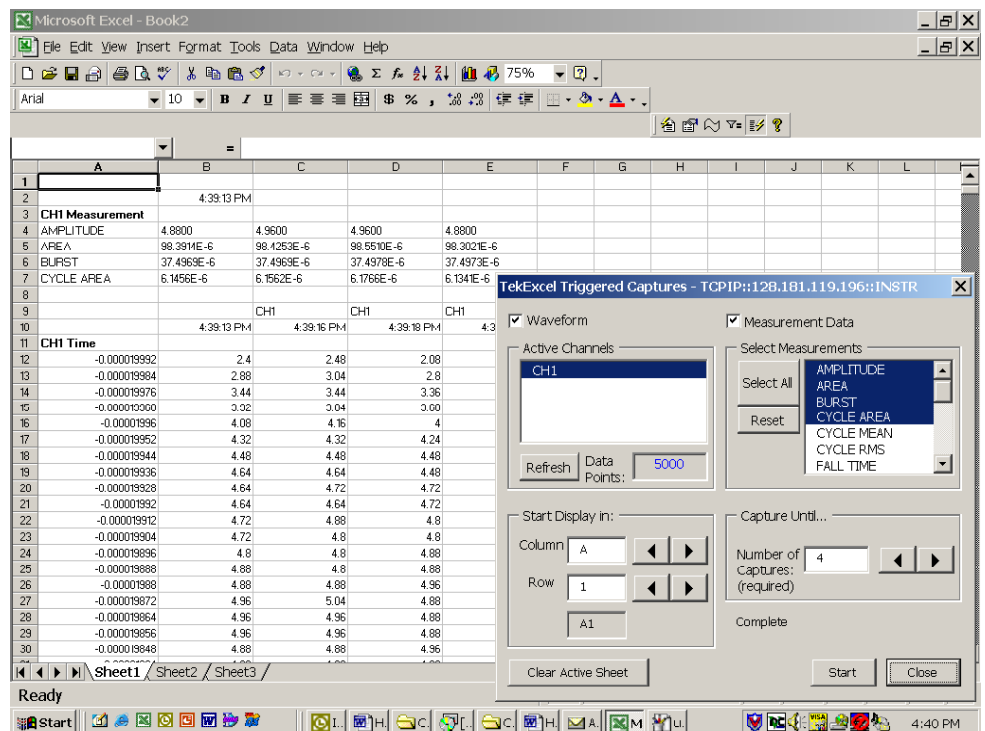 Microsoft Excel - Book2
File Edit View Insert Format Tools Data Window Help
75%
Arial 10 B I U $ % ,
=
A B C D E F G H I J K L
1
2 4:39:13 PM
3 CH1 Measurement
4 AMPLITUDE 4.8800 4.9600 4.9600 4.8800
5 AREA 98.3914E-6 98.4253E-6 98.5510E-6 98.3021E-6
6 BURST 37.4969E-6 37.4969E-6 37.4978E-6 37.4973E-6
7 CYCLE AREA 6.1456E-6 6.1562E-6 6.1766E-6 6.1341E-6
8
9 CH1 CH1 CH1
10 4:39:13 PM 4:39:16 PM 4:39:18 PM 4:3
11 CH1 Time
12 -0.000019992 2.4 2.48 2.08
13 -0.000019984 2.88 3.04 2.8
14 -0.000019976 3.44 3.44 3.36
15
16 -0.00001996 4.08 4.16 4
17 -0.000019952 4.32 4.32 4.24
18 -0.000019944 4.48 4.48 4.48
19 -0.000019936 4.64 4.64 4.48
20 -0.000019928 4.64 4.72 4.72
21 -0.00001992 4.64 4.64 4.72
22 -0.000019912 4.72 4.88 4.8
23 -0.000019904 4.72 4.8 4.8
24 -0.000019896 4.8 4.8 4.88
25 -0.000019888 4.88 4.8 4.88
26 -0.00001988 4.88 4.88 4.96
27 -0.000019872 4.96 5.04 4.88
28 -0.000019864 4.96 4.96 4.88
29 -0.000019856 4.96 4.96 4.88
30 -0.000019848 4.88 4.88 4.96
Sheet1 Sheet2 Sheet3
Ready
TekExcel Triggered Captures - TCPIP::128.181.119.196::INSTR
Waveform
Measurement Data
Active Channels
CH1
Refresh
Data Points: 5000
Select Measurements
Select All
Reset
AMPLITUDE
AREA
BURST
CYCLE AREA
CYCLE MEAN
CYCLE RMS
FALL TIME
Start Display in:
Column A
Row 1
A1
Capture Until...
Number of Captures: (required) 4
Complete
Clear Active Sheet
Start
Close
Start I.. H. C. [.. C. H. A. M U. 4:40 PM